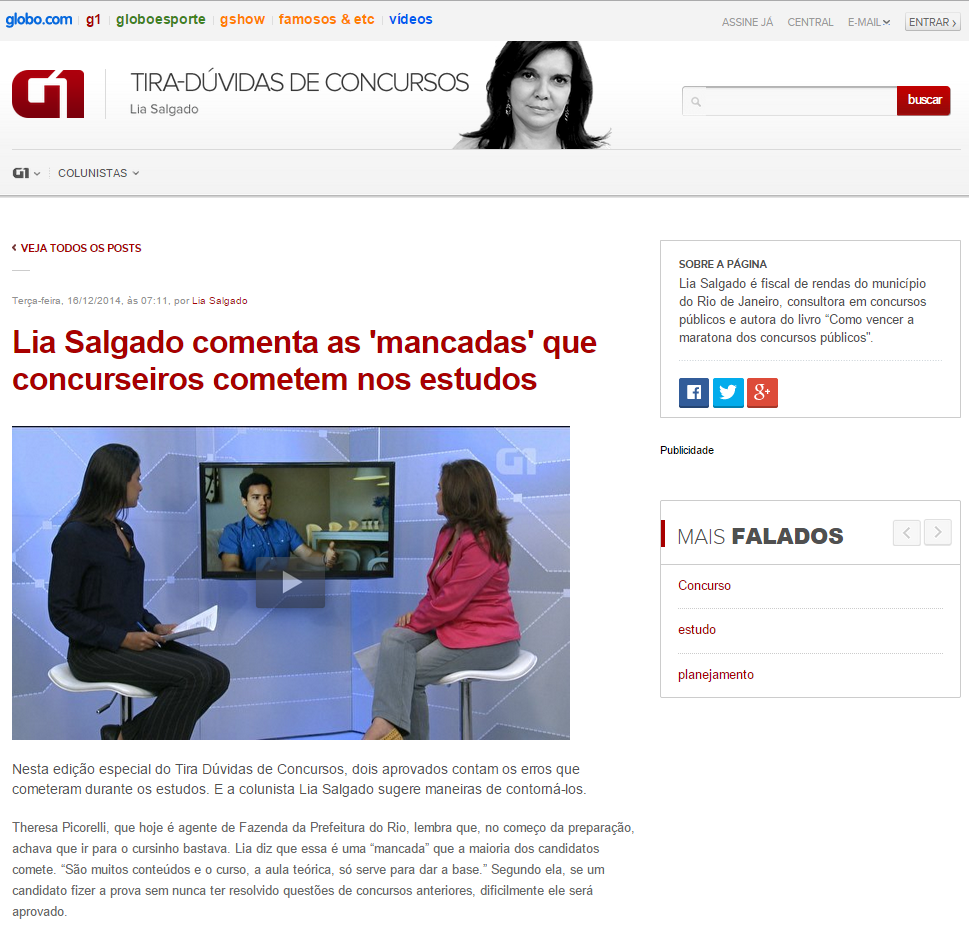 globo.com g1 globoesporte gshow famosos & etc vídeos
ASSINE JÁ CENTRAL E-MAIL ENTRAR ›
G1
TIRA-DÚVIDAS DE CONCURSOS
Lia Salgado
buscar
G1 COLUNISTAS
VEJA TODOS OS POSTS
Terça-feira, 16/12/2014, às 07:11, por Lia Salgado
Lia Salgado comenta as 'mancadas' que
concurseiros cometem nos estudos
G1
Nesta edição especial do Tira Dúvidas de Concursos, dois aprovados contam os erros que
cometeram durante os estudos. E a colunista Lia Salgado sugere maneiras de contorná-los.
Theresa Picorelli, que hoje é agente de Fazenda da Prefeitura do Rio, lembra que, no começo da preparação,
achava que ir para o cursinho bastava. Lia diz que essa é uma “mancada” que a maioria dos candidatos
comete. “São muitos conteúdos e o curso, a aula teórica, só serve para dar a base.” Segundo ela, se um
candidato fizer a prova sem nunca ter resolvido questões de concursos anteriores, dificilmente ele será
aprovado.
SOBRE A PÁGINA
Lia Salgado é fiscal de rendas do município
do Rio de Janeiro, consultora em concursos
públicos e autora do livro “Como vencer a
maratona dos concursos públicos”.
Publicidade
MAIS FALADOS
Concurso
estudo
planejamento